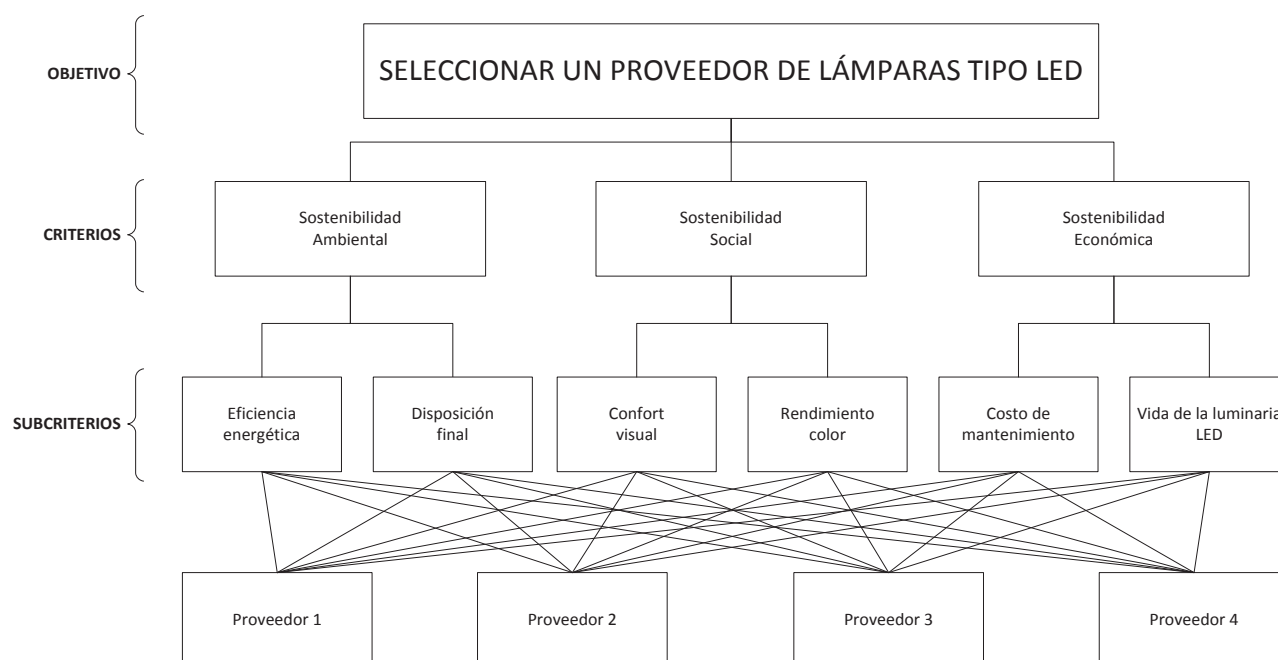 OBJETIVO
SELECCIONAR UN PROVEEDOR DE LÁMPARAS TIPO LED
CRITERIOS
Sostenibilidad
Ambiental
Sostenibilidad
Social
Sostenibilidad
Económica
SUBCRITERIOS
Eficiencia
energética
Disposición
final
Confort
visual
Rendimiento
color
Costo de
mantenimiento
Vida de la luminaria
LED
Proveedor 1
Proveedor 2
Proveedor 3
Proveedor 4